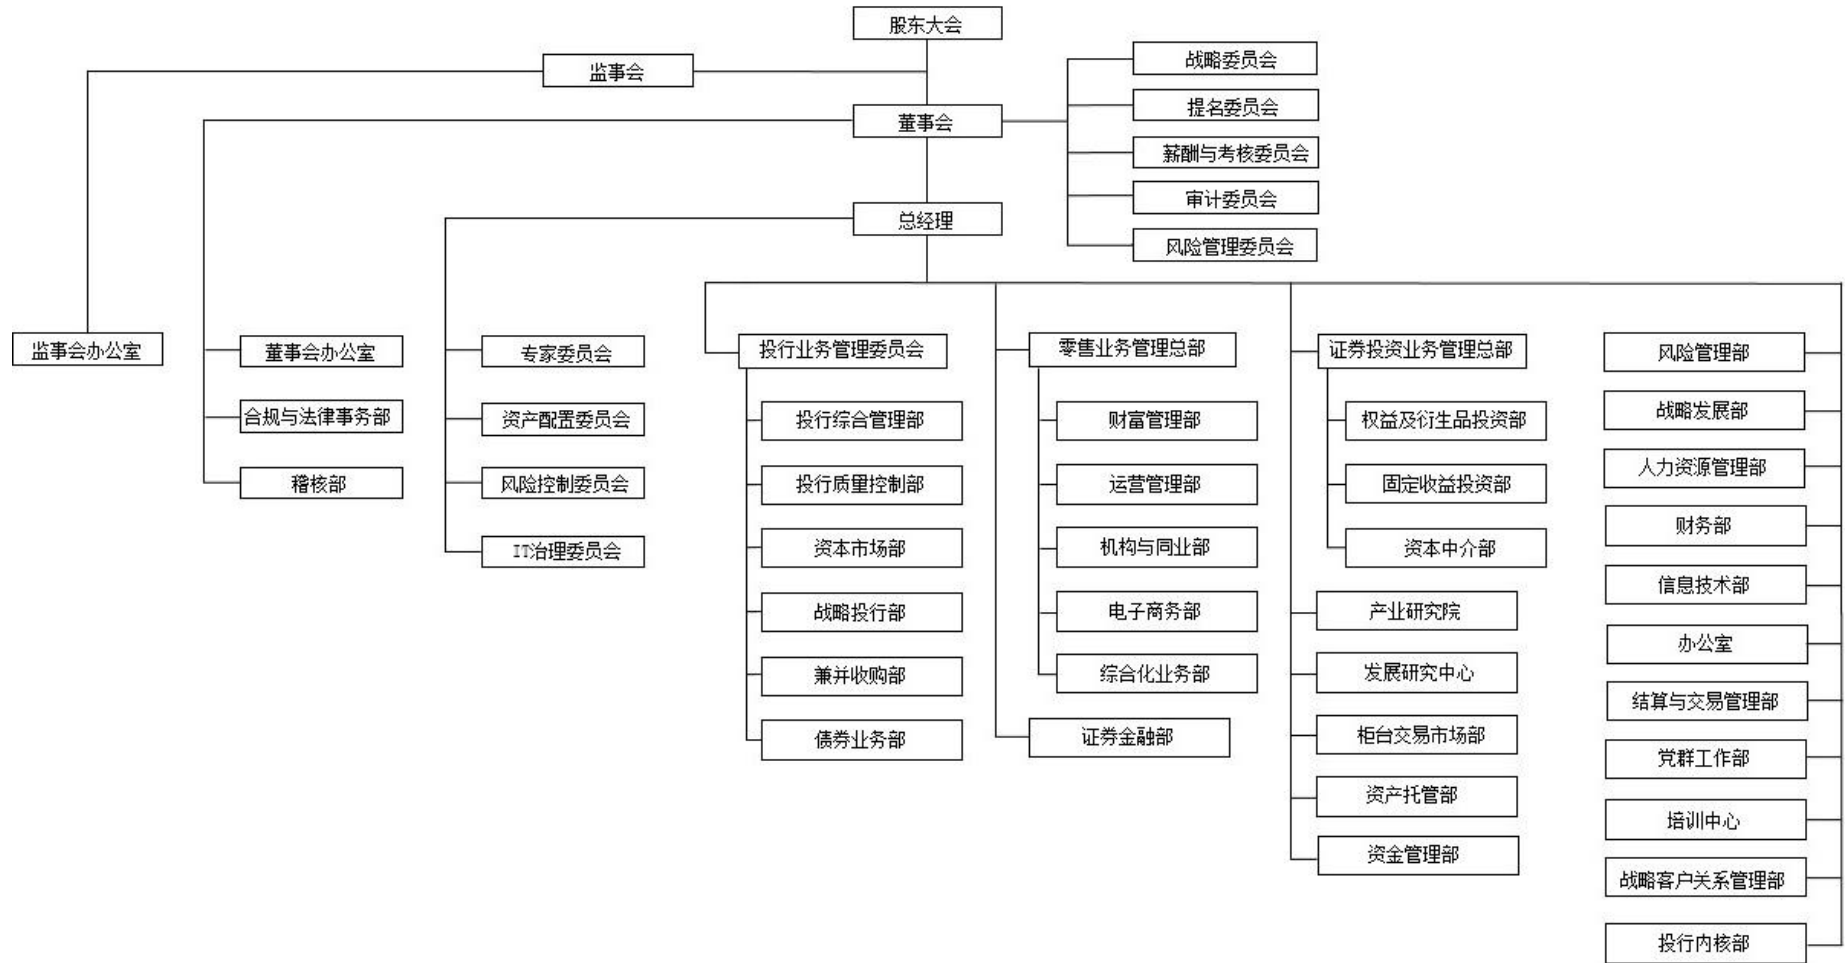 股东大会
监事会
董事会
战略委员会
提名委员会
薪酬与考核委员会
审计委员会
风险管理委员会
总经理
监事会办公室
董事会办公室
合规与法律事务部
稽核部
专家委员会
资产配置委员会
风险控制委员会
IT治理委员会
投行业务管理委员会
投行综合管理部
投行质量控制部
资本市场部
战略投行部
兼并收购部
债券业务部
零售业务管理总部
财富管理部
运营管理部
机构与同业部
电子商务部
综合化业务部
证券金融部
证券投资业务管理总部
权益及衍生品投资部
固定收益投资部
资本中介部
产业研究院
发展研究中心
柜台交易市场部
资产托管部
资金管理部
风险管理部
战略发展部
人力资源管理部
财务部
信息技术部
办公室
结算与交易管理部
党群工作部
培训中心
战略客户关系管理部
投行内核部